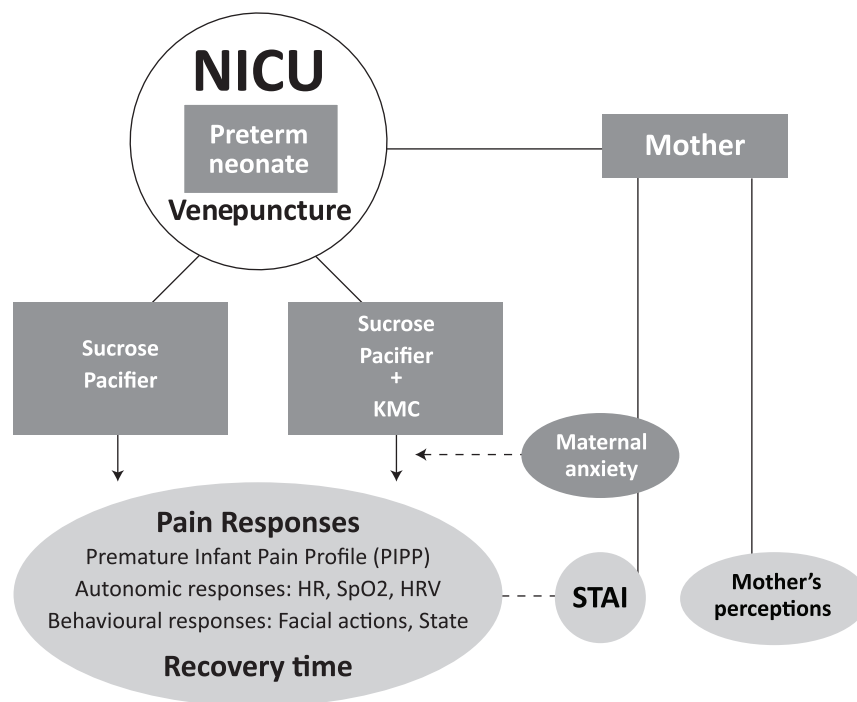 NICU
Preterm
neonate
Venepuncture
Mother
Sucrose
Pacifier
Sucrose
Pacifier
+
KMC
Maternal
anxiety
Pain Responses
Premature Infant Pain Profile (PIPP)
Autonomic responses: HR, SpO2, HRV
Behavioural responses: Facial actions, State
Recovery time
STAI
Mother's
perceptions